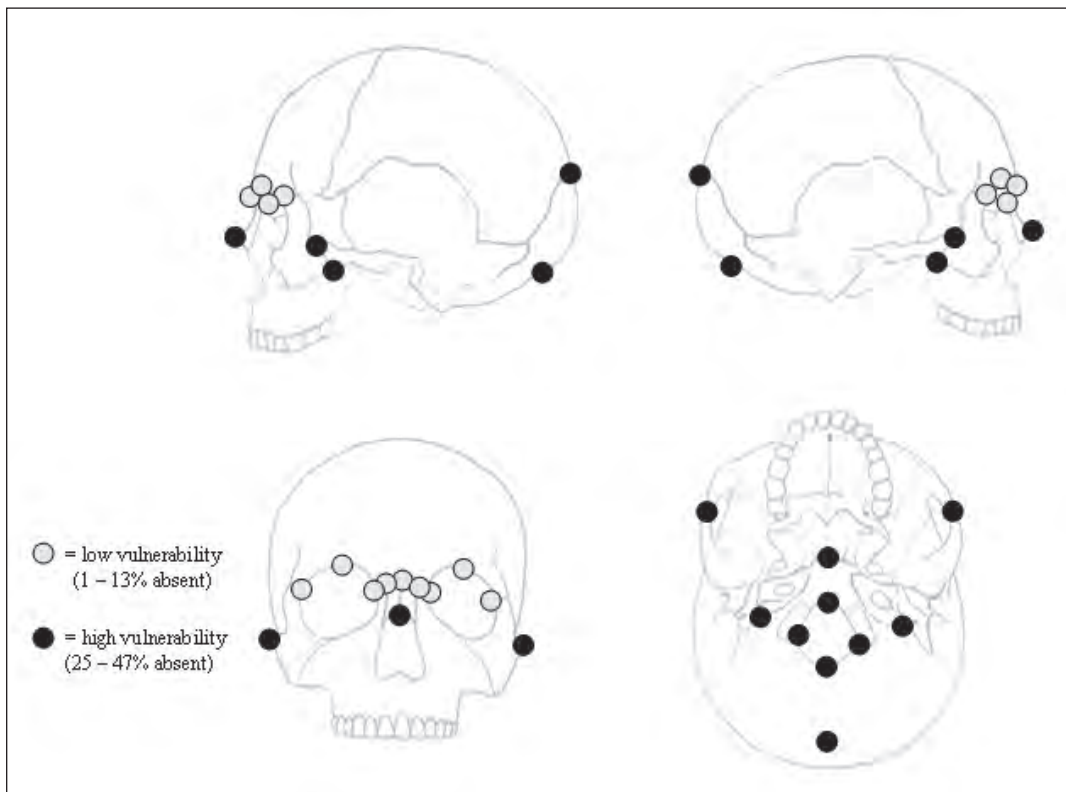 = low vulnerability
(1 – 13% absent)
= high vulnerability
(25 – 47% absent)